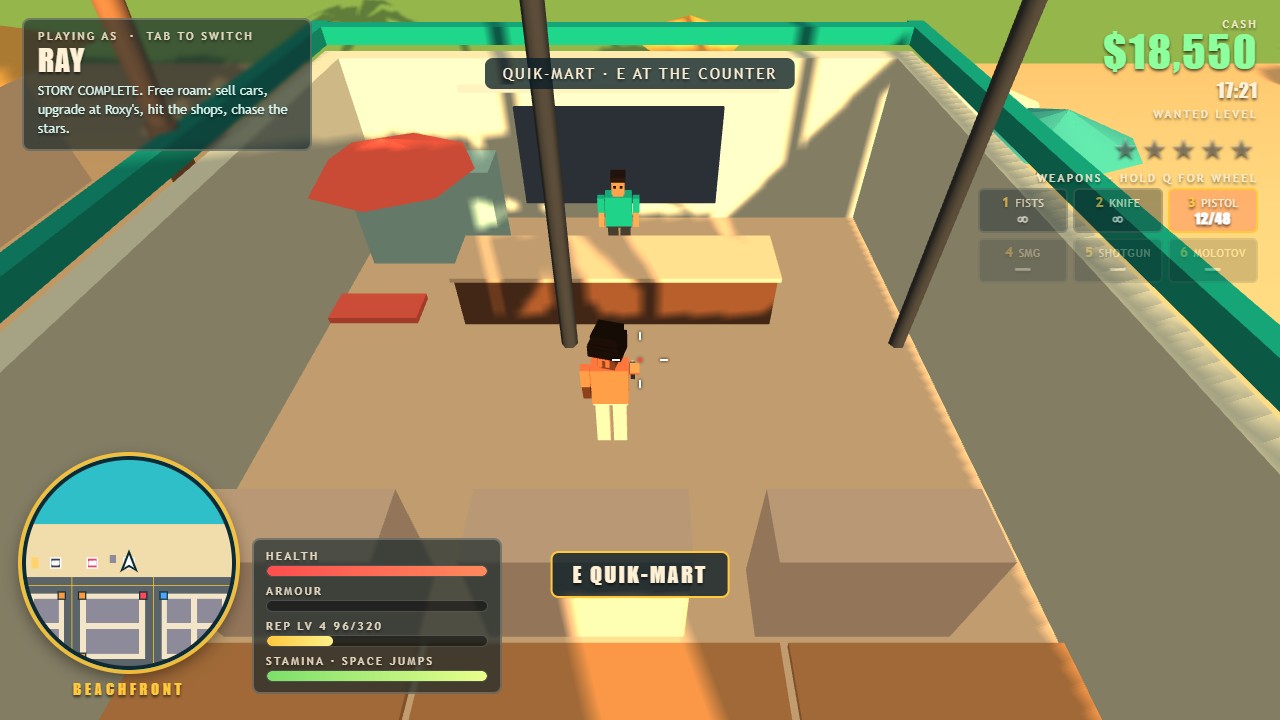 PLAYING AS · TAB TO SWITCH
RAY
STORY COMPLETE. Free roam: sell cars,
upgrade at Roxy's, hit the shops, chase the
stars.
QUIK-MART · E AT THE COUNTER
CASH
$18,550
17:21
WANTED LEVEL
WEAPONS · HOLD Q FOR WHEEL
1 FISTS
∞
2 KNIFE
∞
3 PISTOL
12/48
4 SMG
—
5 SHOTGUN
—
6 MOLOTOV
—
E QUIK-MART
HEALTH
ARMOUR
REP LV 4 96/320
STAMINA · SPACE JUMPS
BEACHFRONT